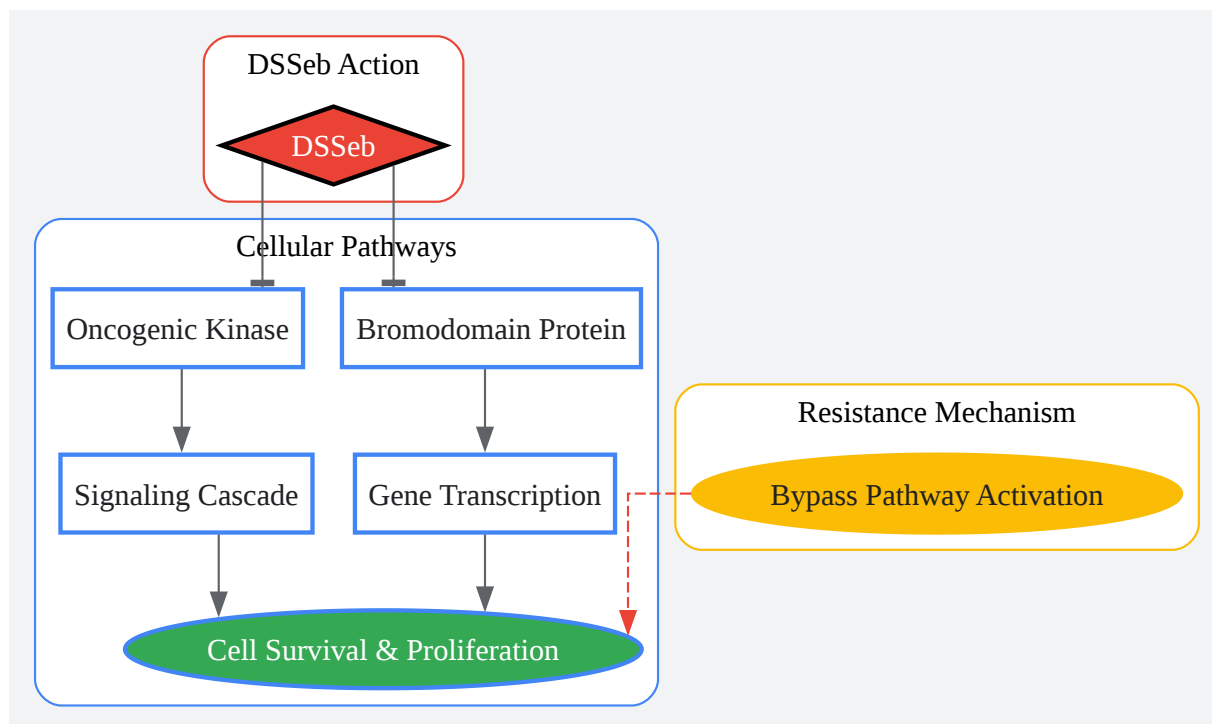 DSSeb Action
DSSeb
Cellular Pathways
Oncogenic Kinase
Bromodomain Protein
Resistance Mechanism
Signaling Cascade
Gene Transcription
Bypass Pathway Activation
Cell Survival & Proliferation